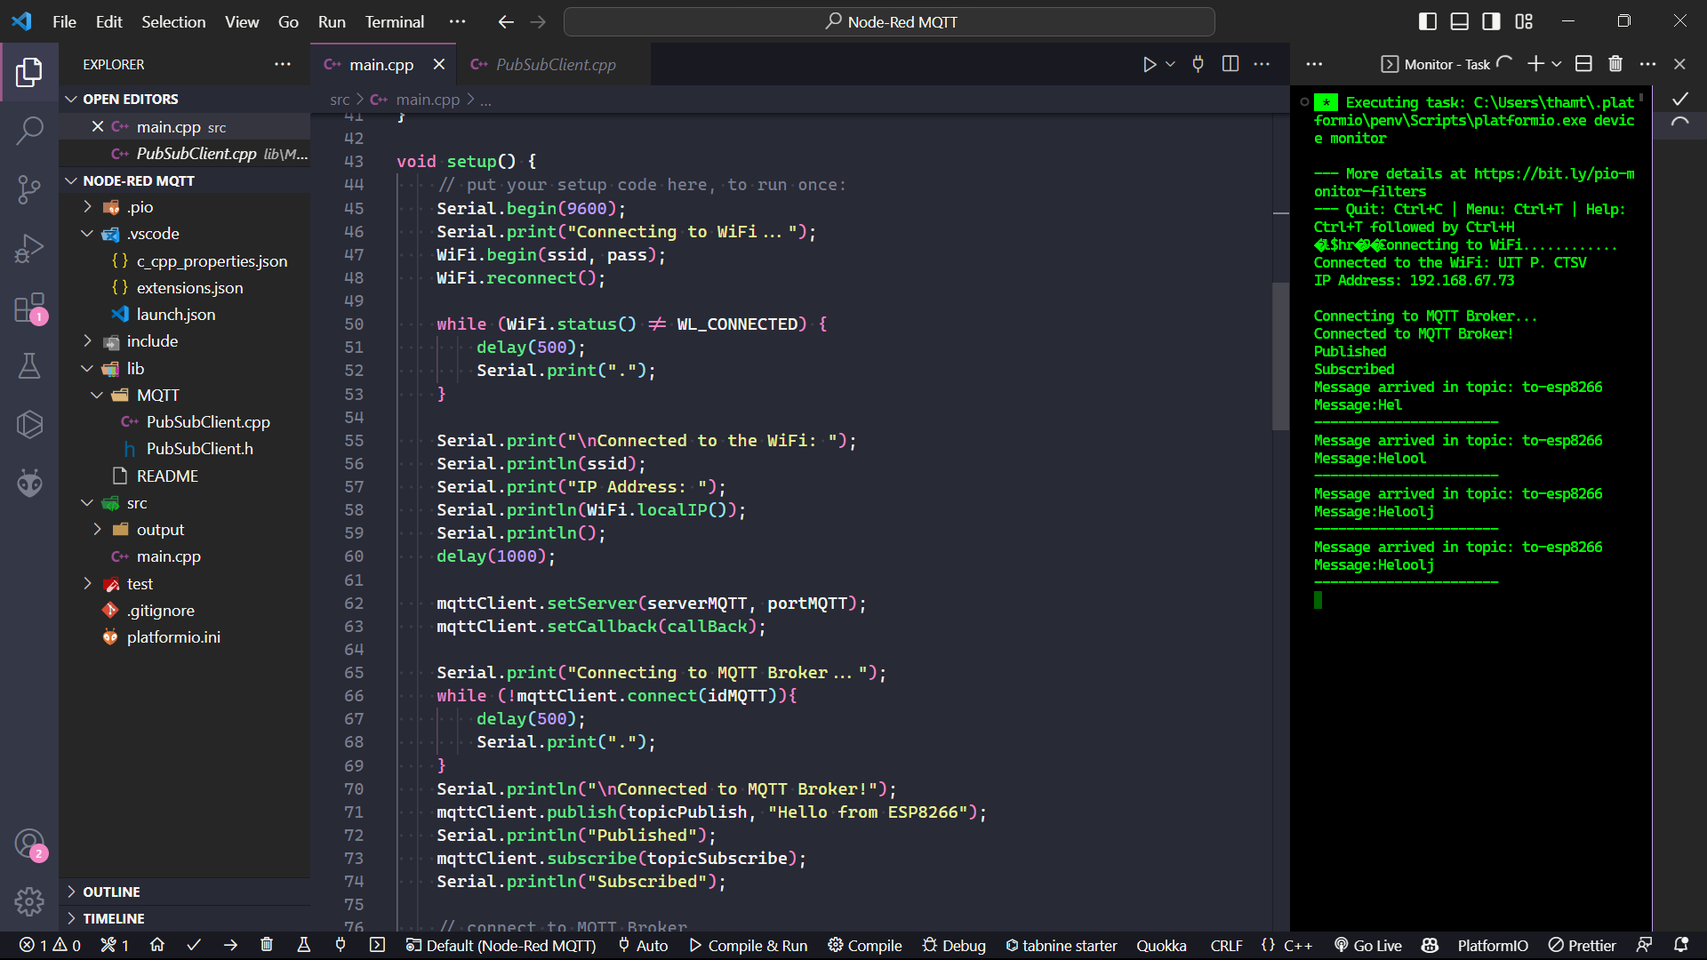 File Edit Selection View Go Run Terminal ··· Node-Red MQTT
EXPLORER
OPEN EDITORS
main.cpp src
PubSubClient.cpp lib\M...
NODE-RED MQTT
.pio
.vscode
{} c_cpp_properties.json
{} extensions.json
launch.json
include
lib
MQTT
PubSubClient.cpp
h PubSubClient.h
README
src
output
main.cpp
test
.gitignore
platformio.ini
OUTLINE
TIMELINE
1
2
main.cpp PubSubClient.cpp
src > main.cpp > ...
41 }
42
43 void setup() {
44 // put your setup code here, to run once:
45 Serial.begin(9600);
46 Serial.print("Connecting to WiFi...");
47 WiFi.begin(ssid, pass);
48 WiFi.reconnect();
49
50 while (WiFi.status() ≠ WL_CONNECTED) {
51 delay(500);
52 Serial.print(".");
53 }
54
55 Serial.print("\nConnected to the WiFi: ");
56 Serial.println(ssid);
57 Serial.print("IP Address: ");
58 Serial.println(WiFi.localIP());
59 Serial.println();
60 delay(1000);
61
62 mqttClient.setServer(serverMQTT, portMQTT);
63 mqttClient.setCallback(callBack);
64
65 Serial.print("Connecting to MQTT Broker...");
66 while (!mqttClient.connect(idMQTT)){
67 delay(500);
68 Serial.print(".");
69 }
70 Serial.println("\nConnected to MQTT Broker!");
71 mqttClient.publish(topicPublish, "Hello from ESP8266");
72 Serial.println("Published");
73 mqttClient.subscribe(topicSubscribe);
74 Serial.println("Subscribed");
75
76 // connect to MQTT Broker
Monitor - Task
* Executing task: C:\Users\thamt\.plat
formio\penv\Scripts\platformio.exe devic
e monitor
--- More details at https://bit.ly/pio-m
onitor-filters
--- Quit: Ctrl+C | Menu: Ctrl+T | Help:
Ctrl+T followed by Ctrl+H
Connecting to WiFi............
Connected to the WiFi: UIT P. CTSV
IP Address: 192.168.67.73
Connecting to MQTT Broker...
Connected to MQTT Broker!
Published
Subscribed
Message arrived in topic: to-esp8266
Message:Hel
-----------------------
Message arrived in topic: to-esp8266
Message:Helool
-----------------------
Message arrived in topic: to-esp8266
Message:Heloolj
-----------------------
Message arrived in topic: to-esp8266
Message:Heloolj
-----------------------
1 0 1 Default (Node-Red MQTT) Auto Compile & Run Compile Debug tabnine starter Quokka CRLF {} C++ Go Live PlatformIO Prettier